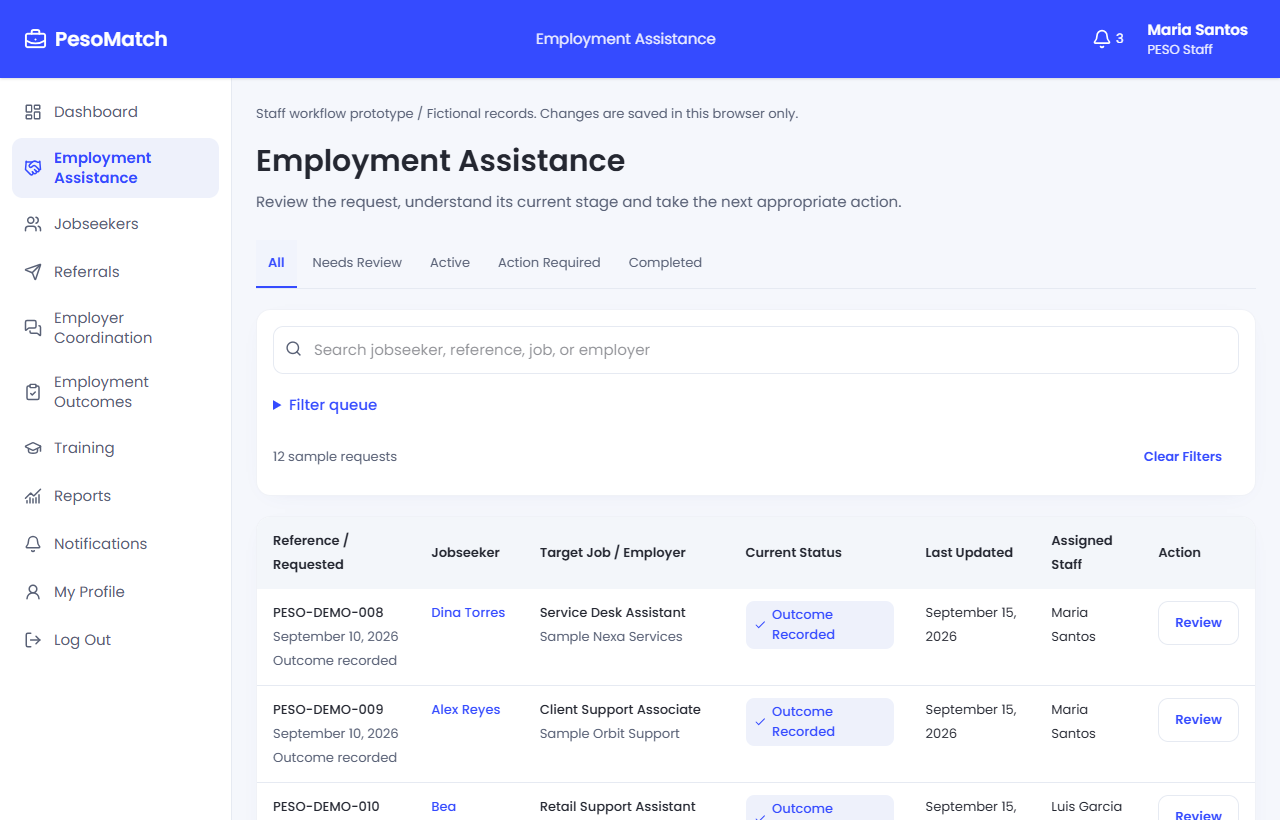 PesoMatch
Employment Assistance
3
Maria Santos
PESO Staff
Dashboard
Employment
Assistance
Jobseekers
Referrals
Employer
Coordination
Employment
Outcomes
Training
Reports
Notifications
My Profile
Log Out
Staff workflow prototype / Fictional records. Changes are saved in this browser only.
Employment Assistance
Review the request, understand its current stage and take the next appropriate action.
All Needs Review Active Action Required Completed
Search jobseeker, reference, job, or employer
Filter queue
12 sample requests
Clear Filters
Reference /
Requested
Jobseeker
Target Job / Employer
Current Status
Last Updated
Assigned
Staff
Action
PESO-DEMO-008
September 10, 2026
Outcome recorded
Dina Torres
Service Desk Assistant
Sample Nexa Services
Outcome
Recorded
September 15,
2026
Maria
Santos
Review
PESO-DEMO-009
September 10, 2026
Outcome recorded
Alex Reyes
Client Support Associate
Sample Orbit Support
Outcome
Recorded
September 15,
2026
Maria
Santos
Review
PESO-DEMO-010
Bea
Retail Support Assistant
Outcome
September 15,
Luis Garcia
Review